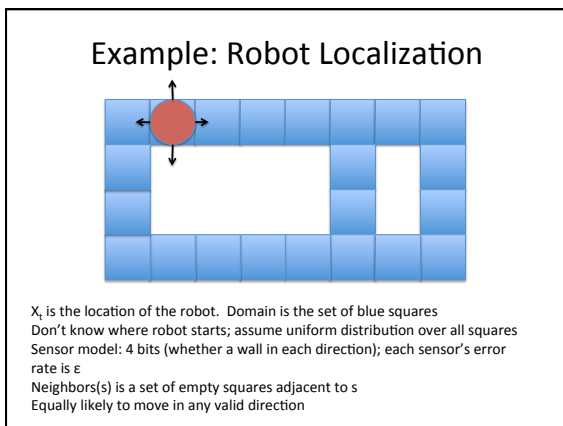 Example: Robot Localization
Xt is the location of the robot.  Domain is the set of blue squares
Don’t know where robot starts; assume uniform distribution over all squares
Sensor model: 4 bits (whether a wall in each direction); each sensor’s error
rate is ε
Neighbors(s) is a set of empty squares adjacent to s
Equally likely to move in any valid direction